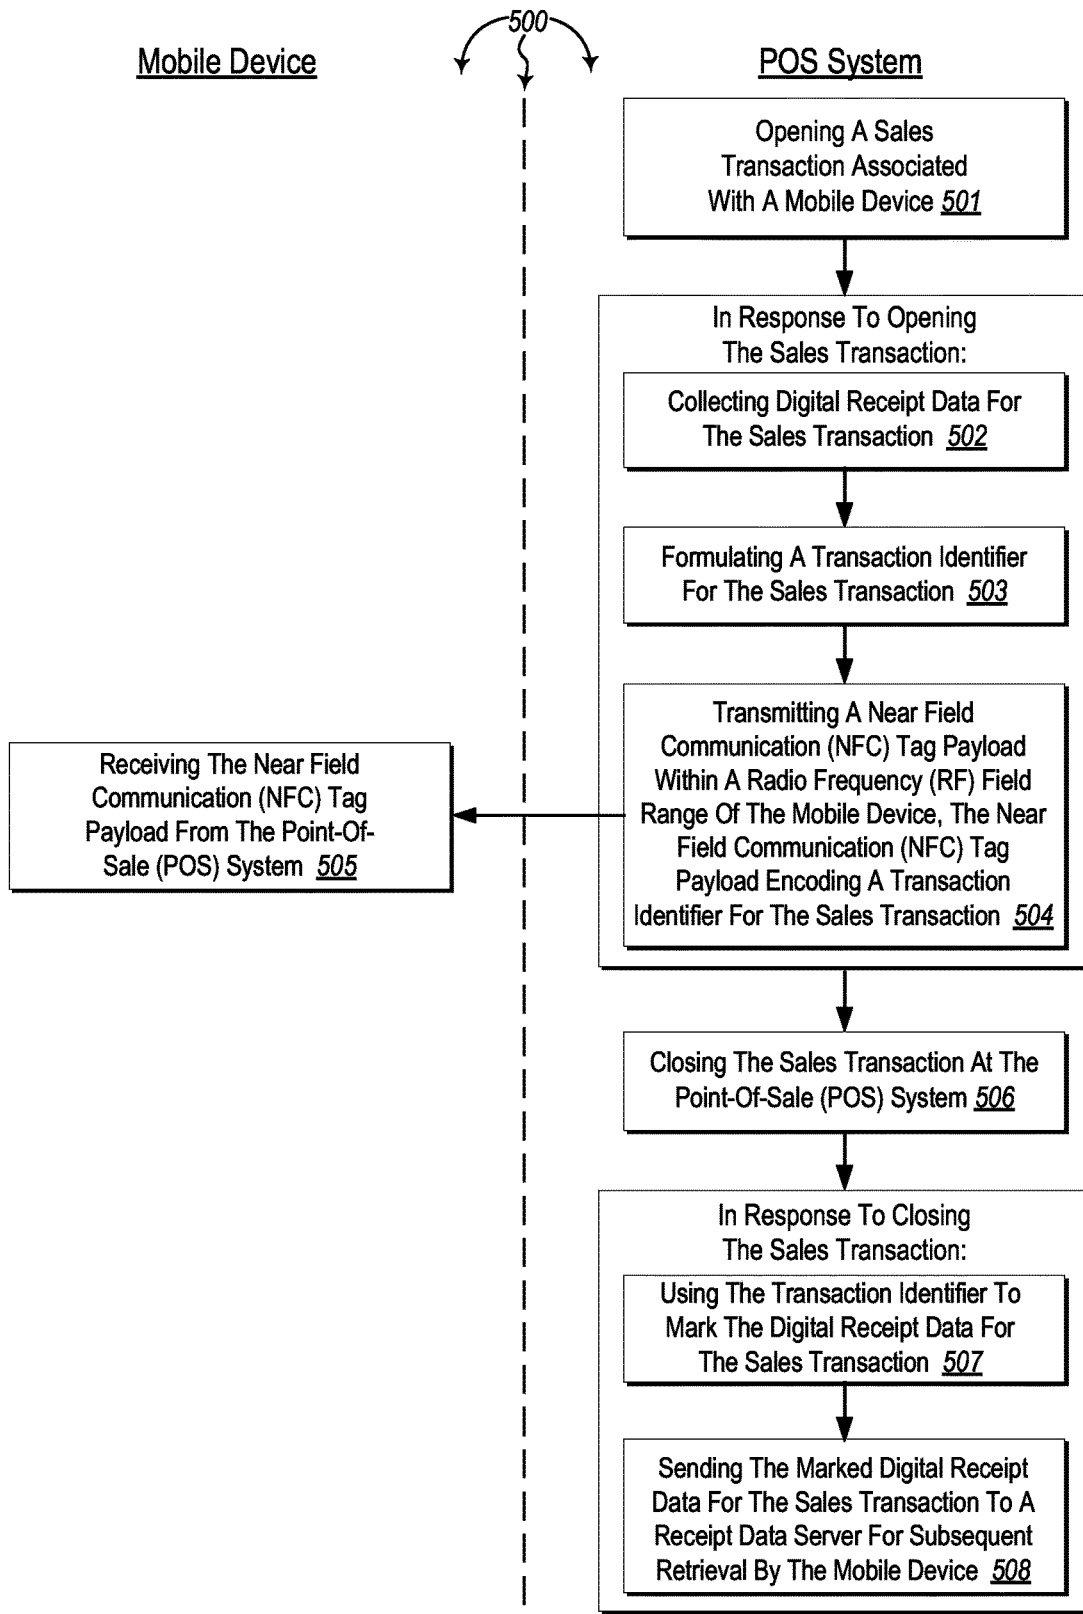 500
Mobile Device
POS System
Opening A Sales
Transaction Associated
With A Mobile Device 501
In Response To Opening
The Sales Transaction:
Collecting Digital Receipt Data For
The Sales Transaction 502
Formulating A Transaction Identifier
For The Sales Transaction 503
Transmitting A Near Field
Communication (NFC) Tag Payload
Within A Radio Frequency (RF) Field
Range Of The Mobile Device, The Near
Field Communication (NFC) Tag
Payload Encoding A Transaction
Identifier For The Sales Transaction 504
Receiving The Near Field
Communication (NFC) Tag
Payload From The Point-Of-
Sale (POS) System 505
Closing The Sales Transaction At The
Point-Of-Sale (POS) System 506
In Response To Closing
The Sales Transaction:
Using The Transaction Identifier To
Mark The Digital Receipt Data For
The Sales Transaction 507
Sending The Marked Digital Receipt
Data For The Sales Transaction To A
Receipt Data Server For Subsequent
Retrieval By The Mobile Device 508